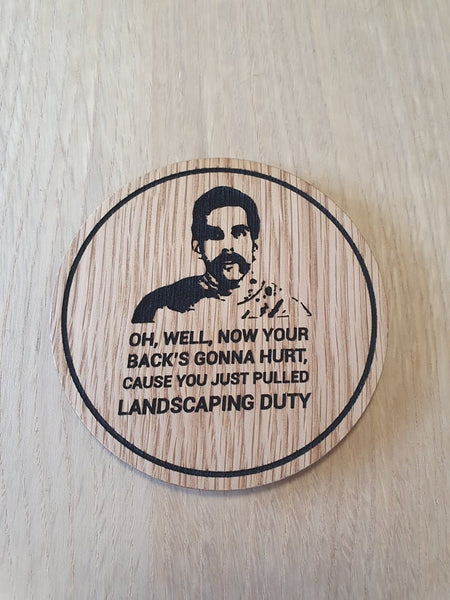 OH, WELL, NOW YOUR
BACK'S GONNA HURT,
CAUSE YOU JUST PULLED
LANDSCAPING DUTY